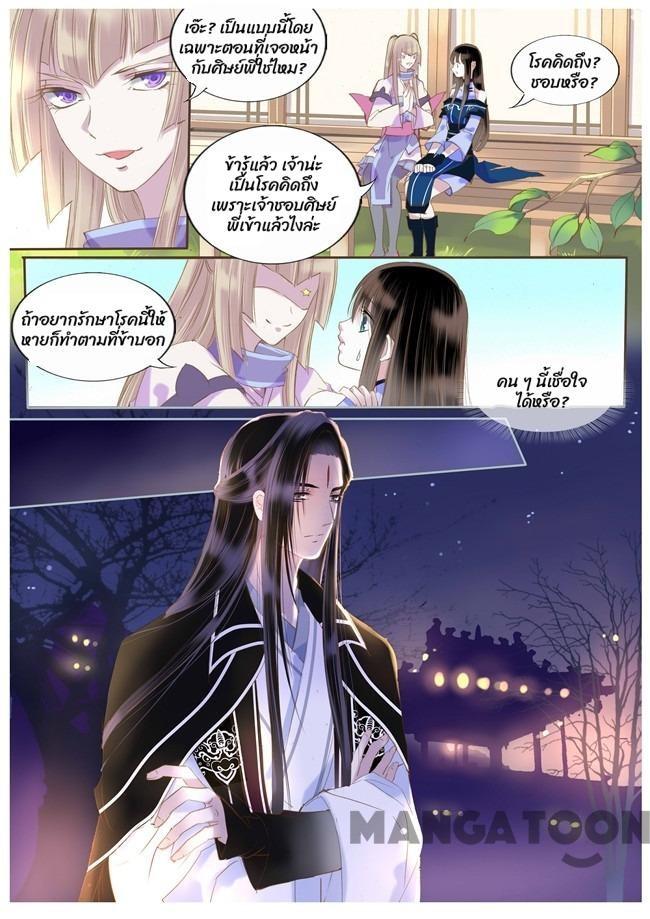 เอ๊ะ? เป็นแบบนี้โดย
เฉพาะตอนที่เจอหน้า
กับศิษย์พี่ใช่ไหม?
โรคคิดถึง?
ชอบหรือ?
ข้ารู้แล้ว เจ้าน่ะ
เป็นโรคคิดถึง
เพราะเจ้าชอบศิษย์
พี่เข้าแล้วไงล่ะ
ถ้าอยากรักษาโรคนี้ให้
หายก็ทำตามที่ข้าบอก
คน ๆ นี้เชื่อใจ
ได้หรือ?
MANGATOON